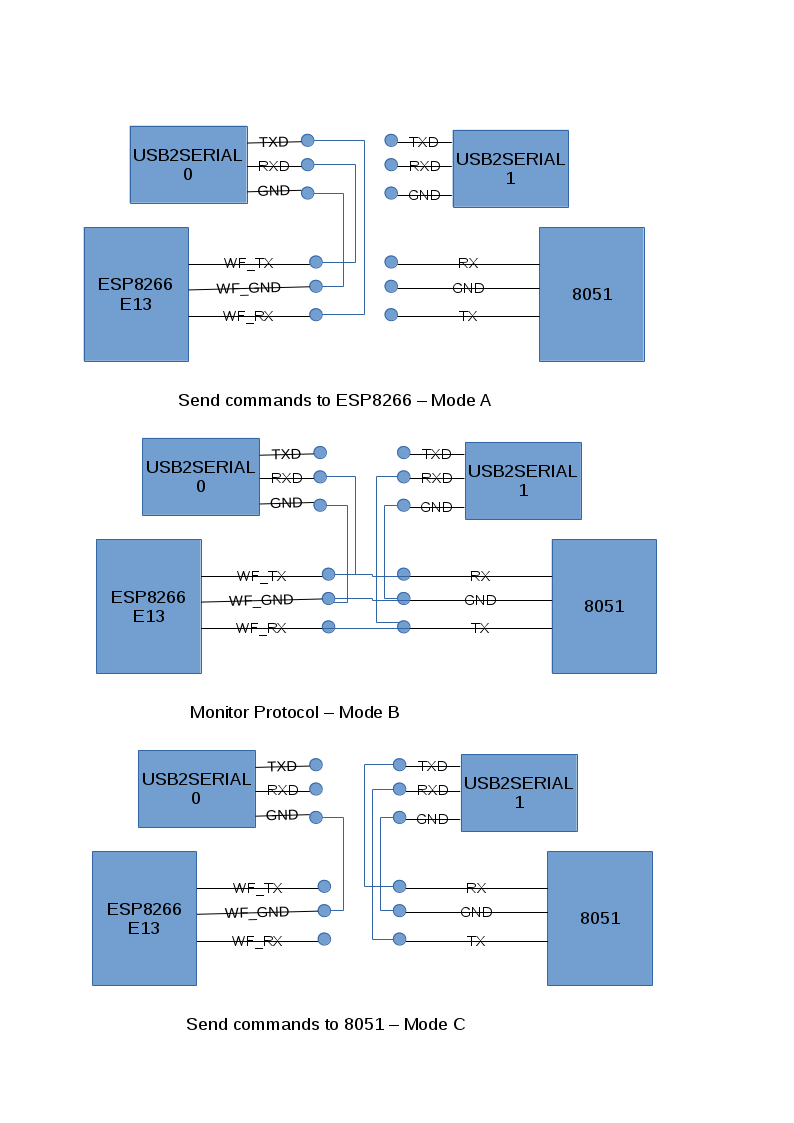 USB2SERIAL
0
TXD
RXD
GND
TXD
RXD
GND
USB2SERIAL
1
ESP8266
E13
WF_TX
WF_GND
WF_RX
RX
GND
TX
8051
Send commands to ESP8266 – Mode A
USB2SERIAL
0
TXD
RXD
GND
TXD
RXD
GND
USB2SERIAL
1
ESP8266
E13
WF_TX
WF_GND
WF_RX
RX
GND
TX
8051
Monitor Protocol – Mode B
USB2SERIAL
0
TXD
RXD
GND
TXD
RXD
GND
USB2SERIAL
1
ESP8266
E13
WF_TX
WF_GND
WF_RX
RX
GND
TX
8051
Send commands to 8051 – Mode C